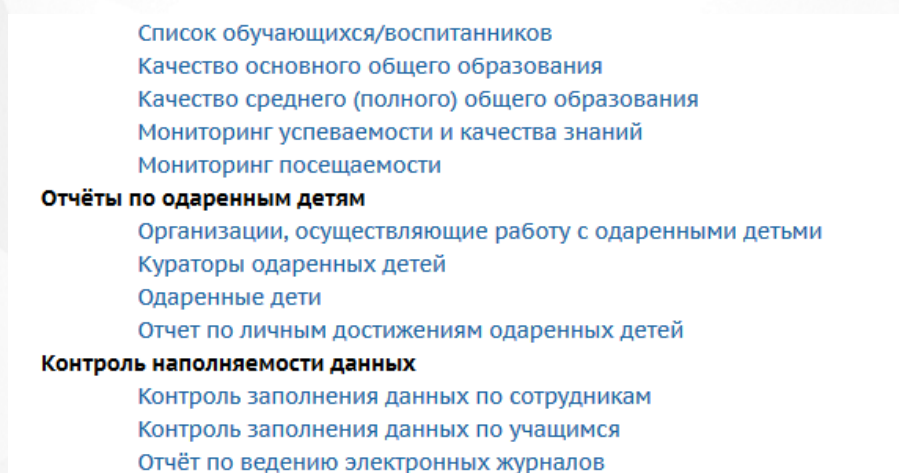 Список обучающихся/воспитанников
Качество основного общего образования
Качество среднего (полного) общего образования
Мониторинг успеваемости и качества знаний
Мониторинг посещаемости
Отчёты по одаренным детям
Организации, осуществляющие работу с одаренными детьми
Кураторы одаренных детей
Одаренные дети
Отчет по личным достижениям одаренных детей
Контроль наполняемости данных
Контроль заполнения данных по сотрудникам
Контроль заполнения данных по учащимся
Отчёт по ведению электронных журналов